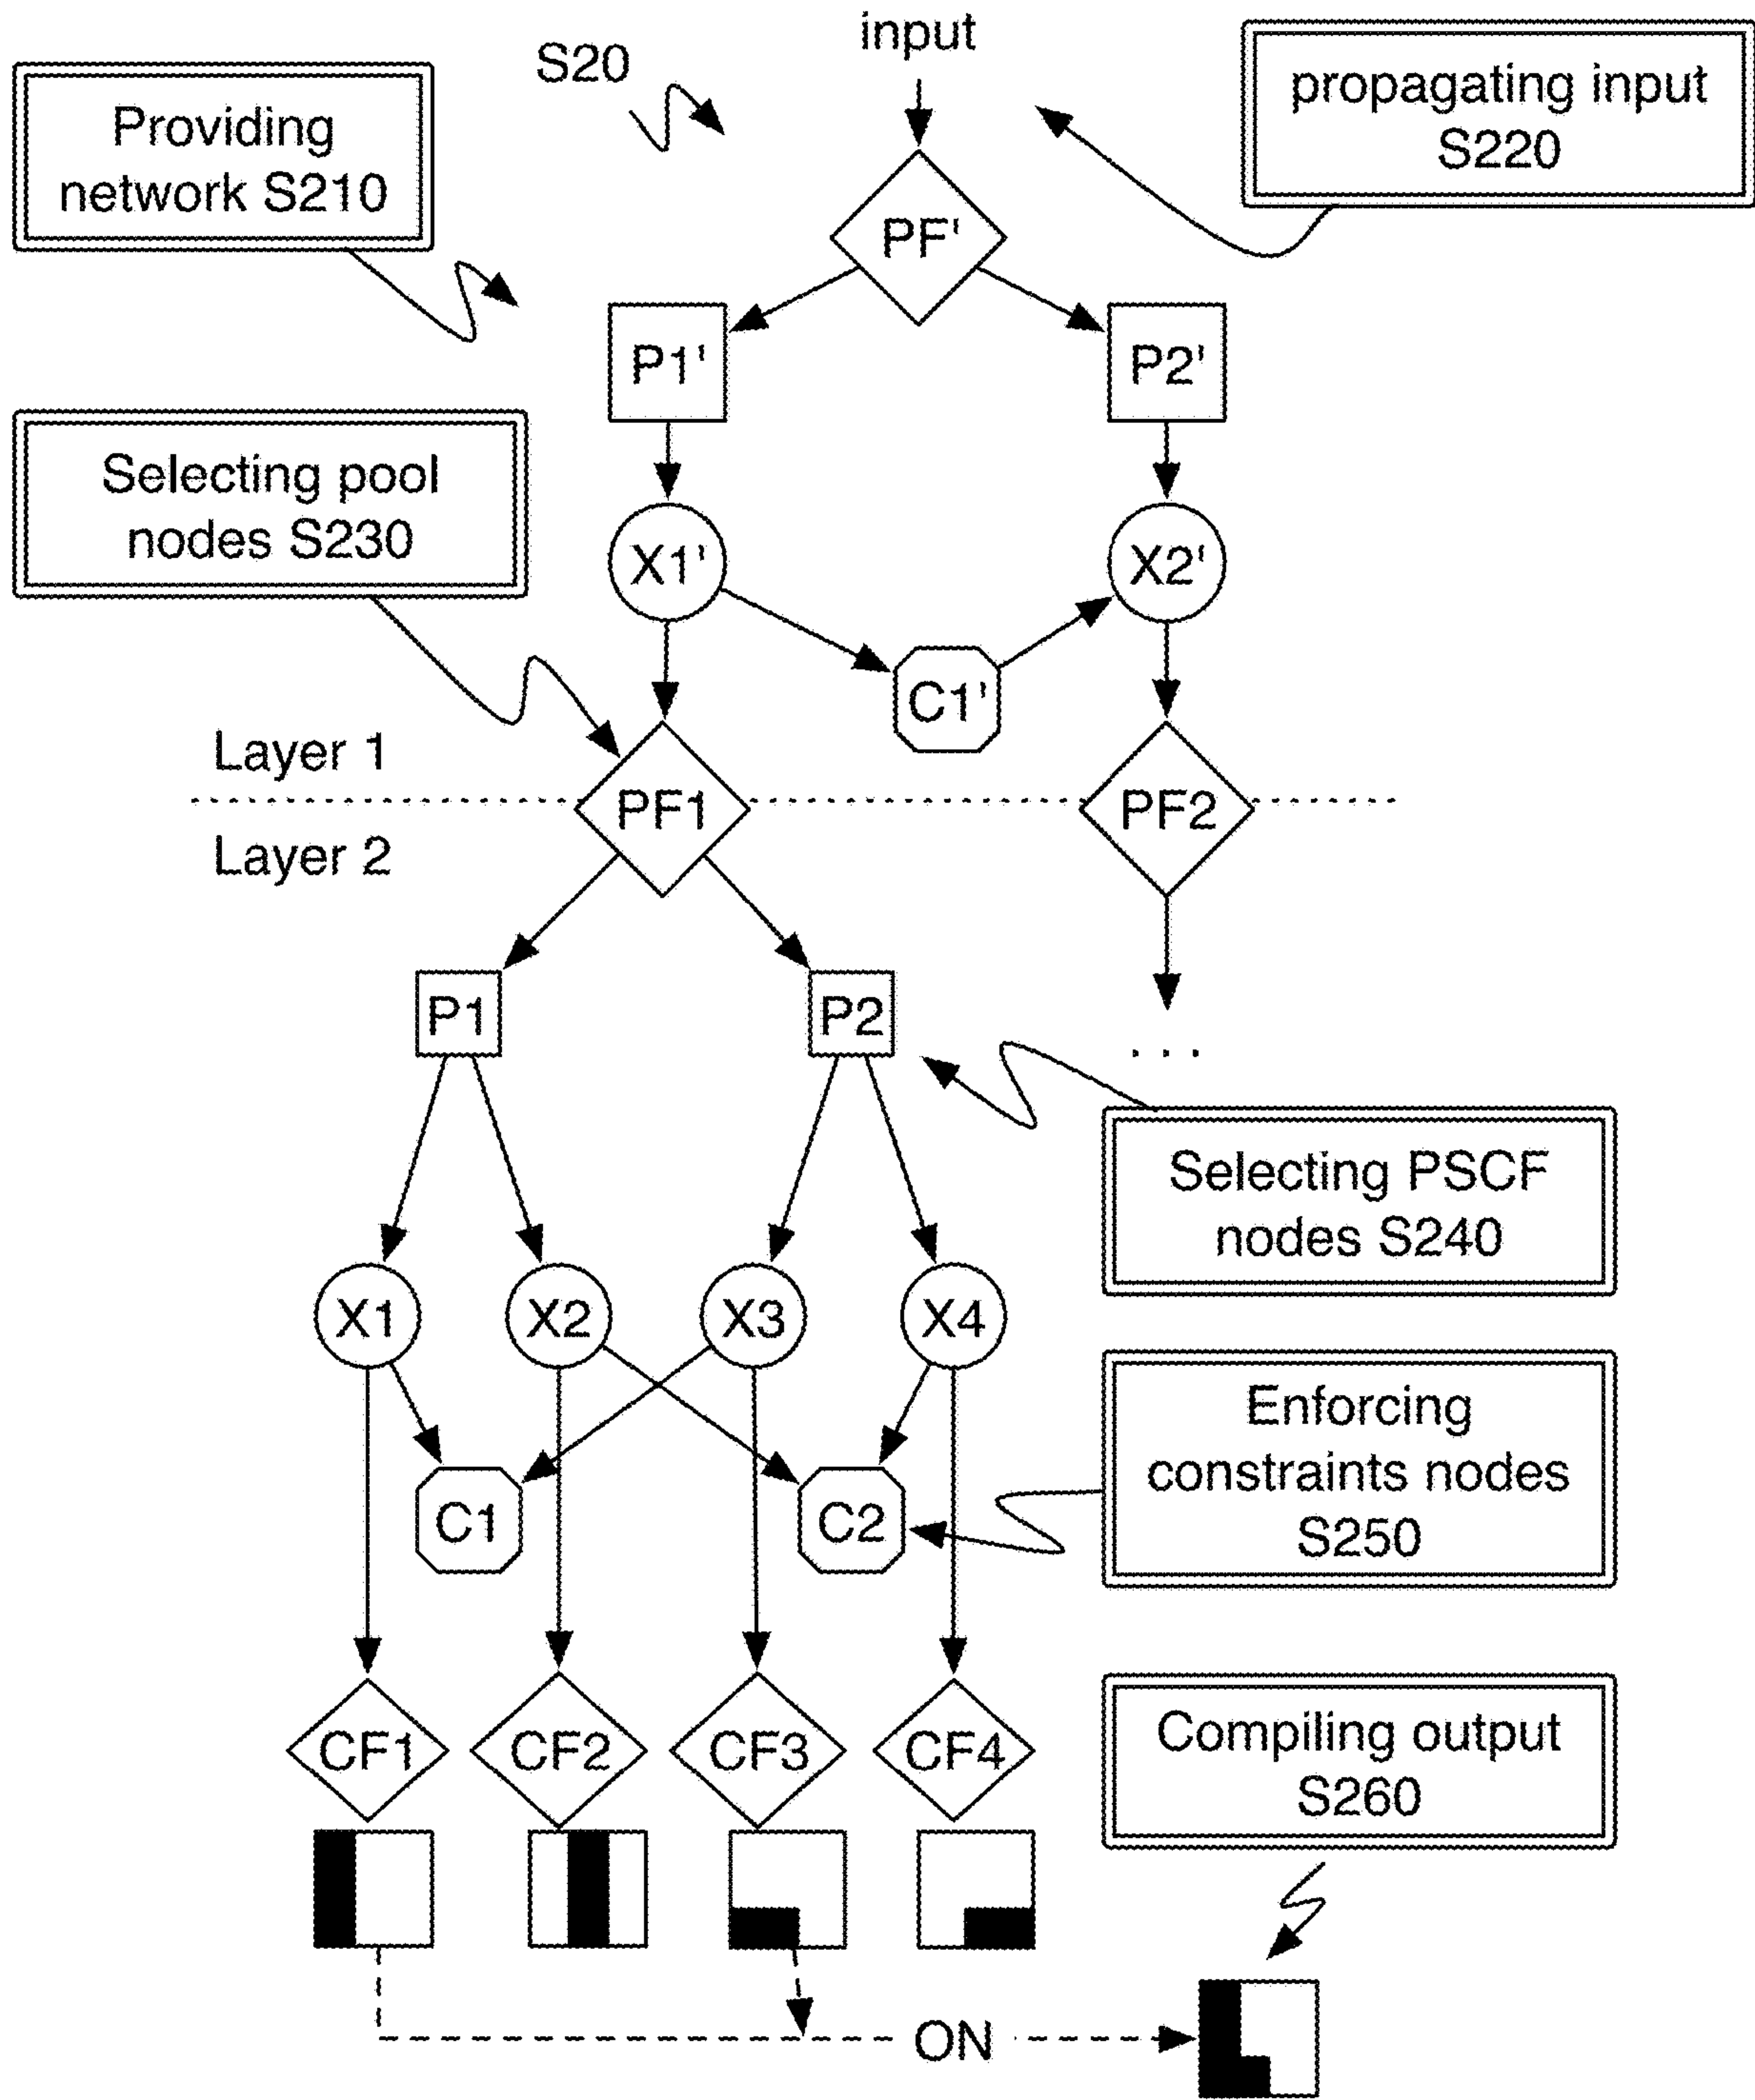 input
S20
propagating input
S220
Providing
network S210
PF'
P1'
P2'
Selecting pool
nodes S230
X1'
X2'
C1'
Layer 1
PF1
PF2
Layer 2
P1
P2
. . .
Selecting PSCF
nodes S240
X1
X2
X3
X4
Enforcing
constraints nodes
S250
C1
C2
CF1
CF2
CF3
CF4
Compiling output
S260
ON